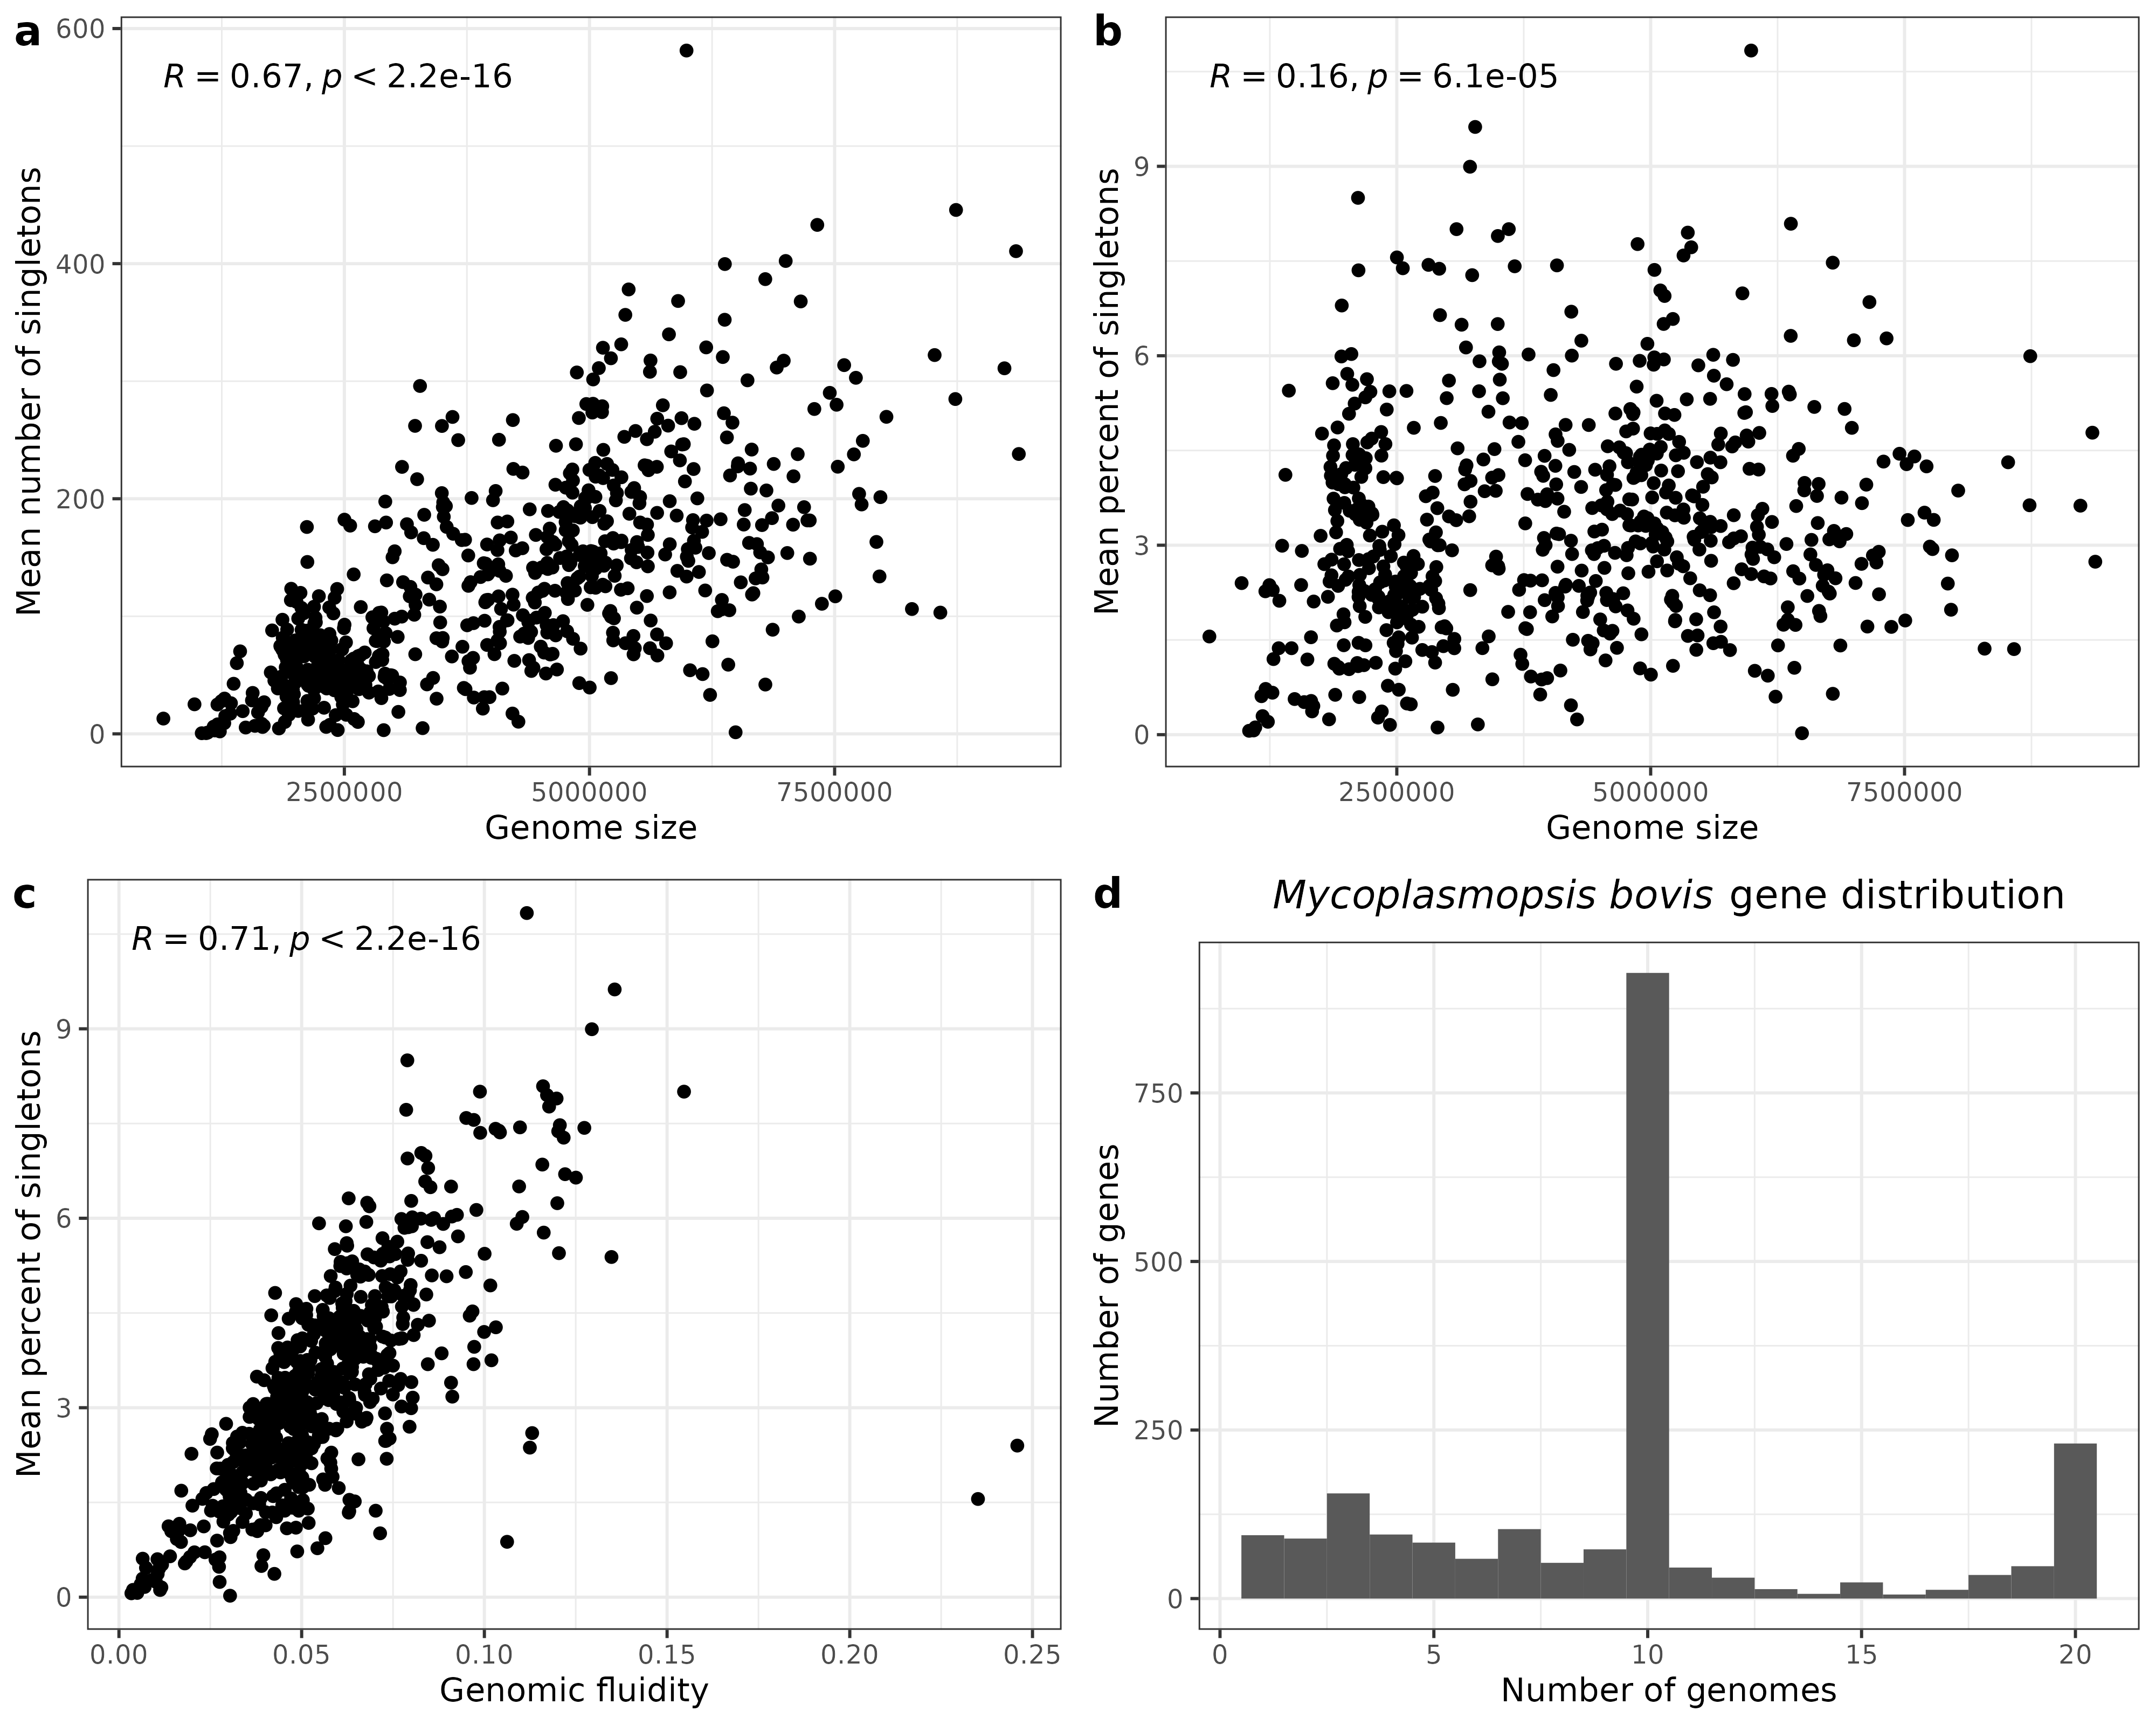 a
R = 0.67, p < 2.2e-16
Mean number of singletons
600
400
200
0
2500000 5000000 7500000
Genome size
b
R = 0.16, p = 6.1e-05
Mean percent of singletons
9
6
3
0
2500000 5000000 7500000
Genome size
c
R = 0.71, p < 2.2e-16
Mean percent of singletons
9
6
3
0
0.00 0.05 0.10 0.15 0.20 0.25
Genomic fluidity
d
Mycoplasmopsis bovis gene distribution
Number of genes
750
500
250
0
0 5 10 15 20
Number of genomes